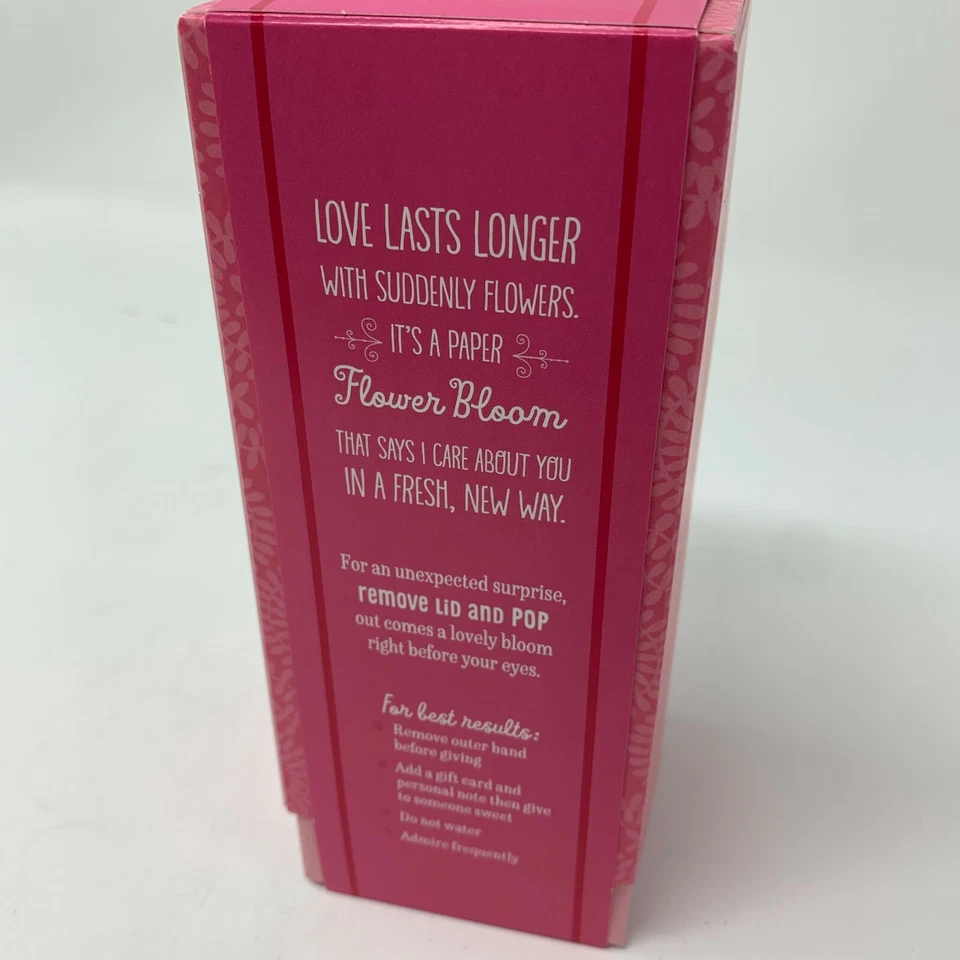 LOVE LASTS LONGER
WITH SUDDENLY FLOWERS.
IT'S A PAPER
Flower Bloom
THAT SAYS I CARE ABOUT YOU
IN A FRESH, NEW WAY.
For an unexpected surprise,
remove LiD and POP
out comes a lovely bloom
right before your eyes.
For best results:
• Remove outer band
before giving
• Add a gift card and
personal note then give
to someone sweet
• Do not water
• Admire frequently